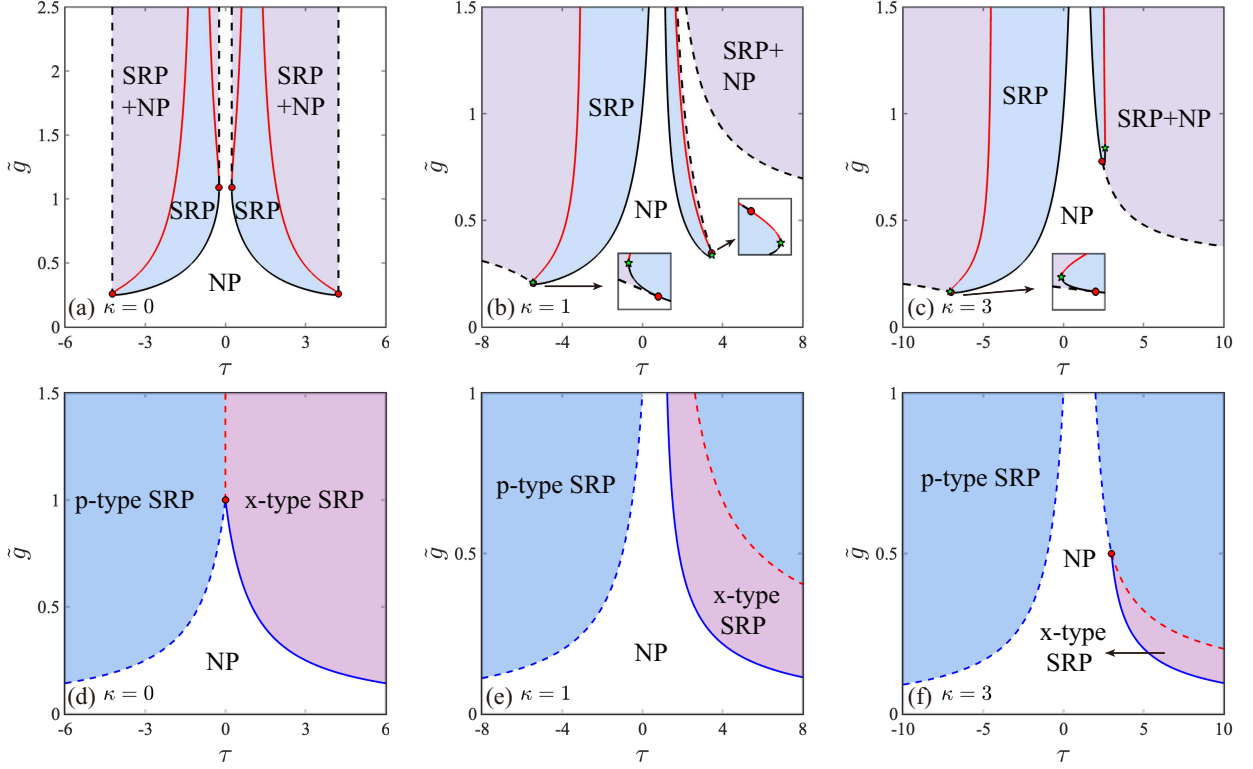 2.5
2
1.5
1
0.5
0
g̃
SRP
+NP
SRP
+NP
SRP
SRP
NP
(a) κ = 0
-6 -3 0 3 6
τ
1.5
1
0.5
0
g̃
SRP
SRP+
NP
NP
(b) κ = 1
-8 -4 0 4 8
τ
1.5
1
0.5
0
g̃
SRP
SRP+NP
NP
(c) κ = 3
-10 -5 0 5 10
τ
1.5
1
0.5
0
g̃
p-type SRP
x-type SRP
NP
(d) κ = 0
-6 -3 0 3 6
τ
1
0.5
0
g̃
p-type SRP
x-type
SRP
NP
(e) κ = 1
-8 -4 0 4 8
τ
1
0.5
0
g̃
p-type SRP
NP
x-type
SRP
(f) κ = 3
-10 -5 0 5 10
τ